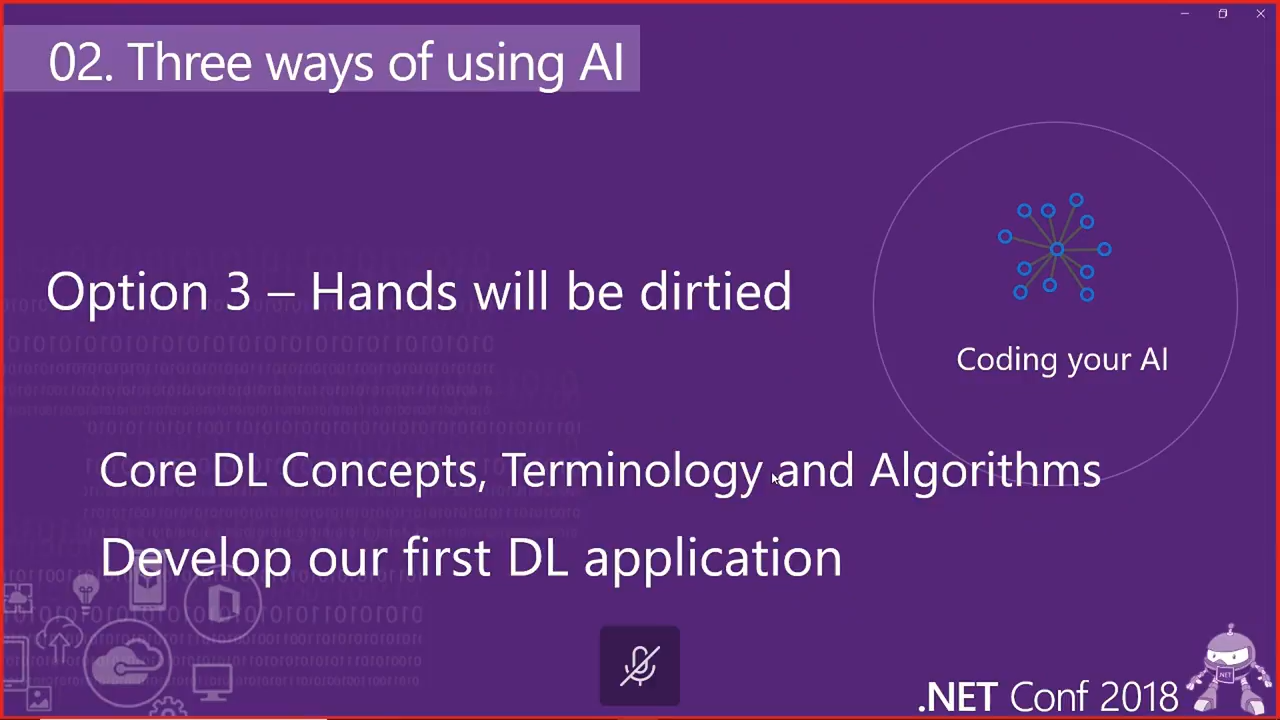 02. Three ways of using AI
Option 3 – Hands will be dirtied
Coding your AI
Core DL Concepts, Terminology and Algorithms
Develop our first DL application
.NET Conf 2018
.NET